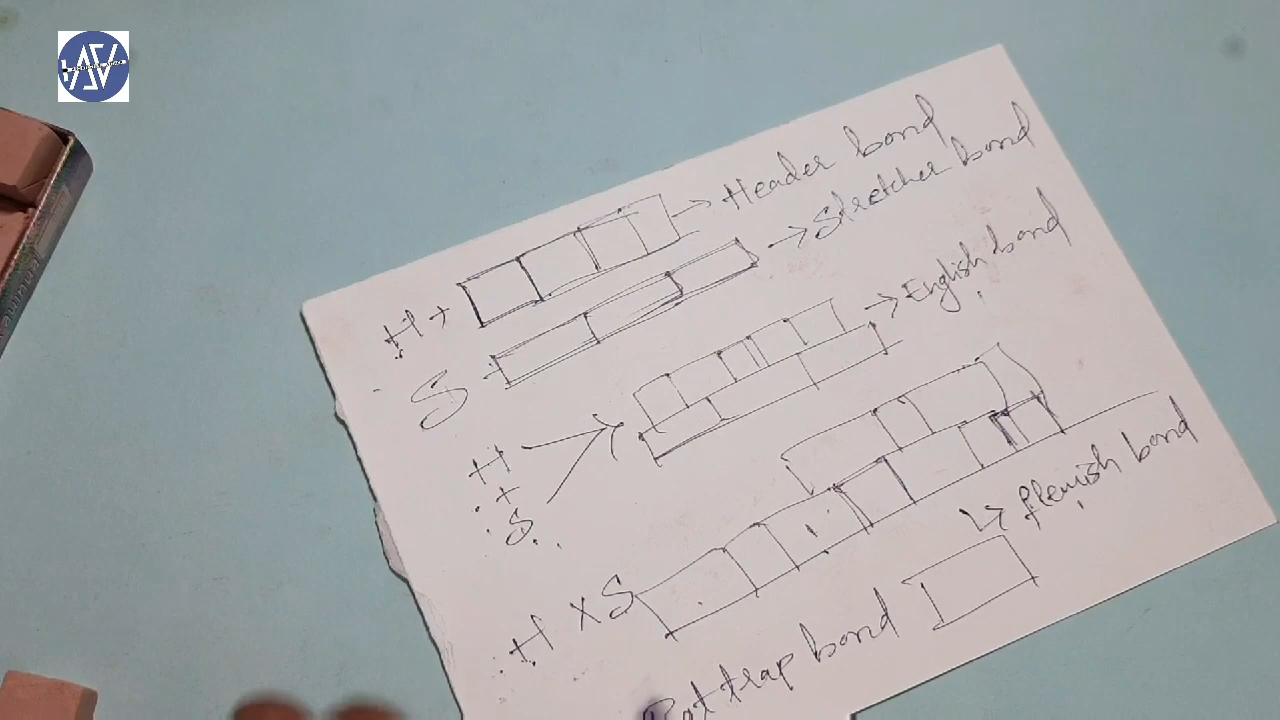 H → Header bond
S → Stretcher bond
H + S → English bond
H X S
↳ flemish bond
Rat trap bond